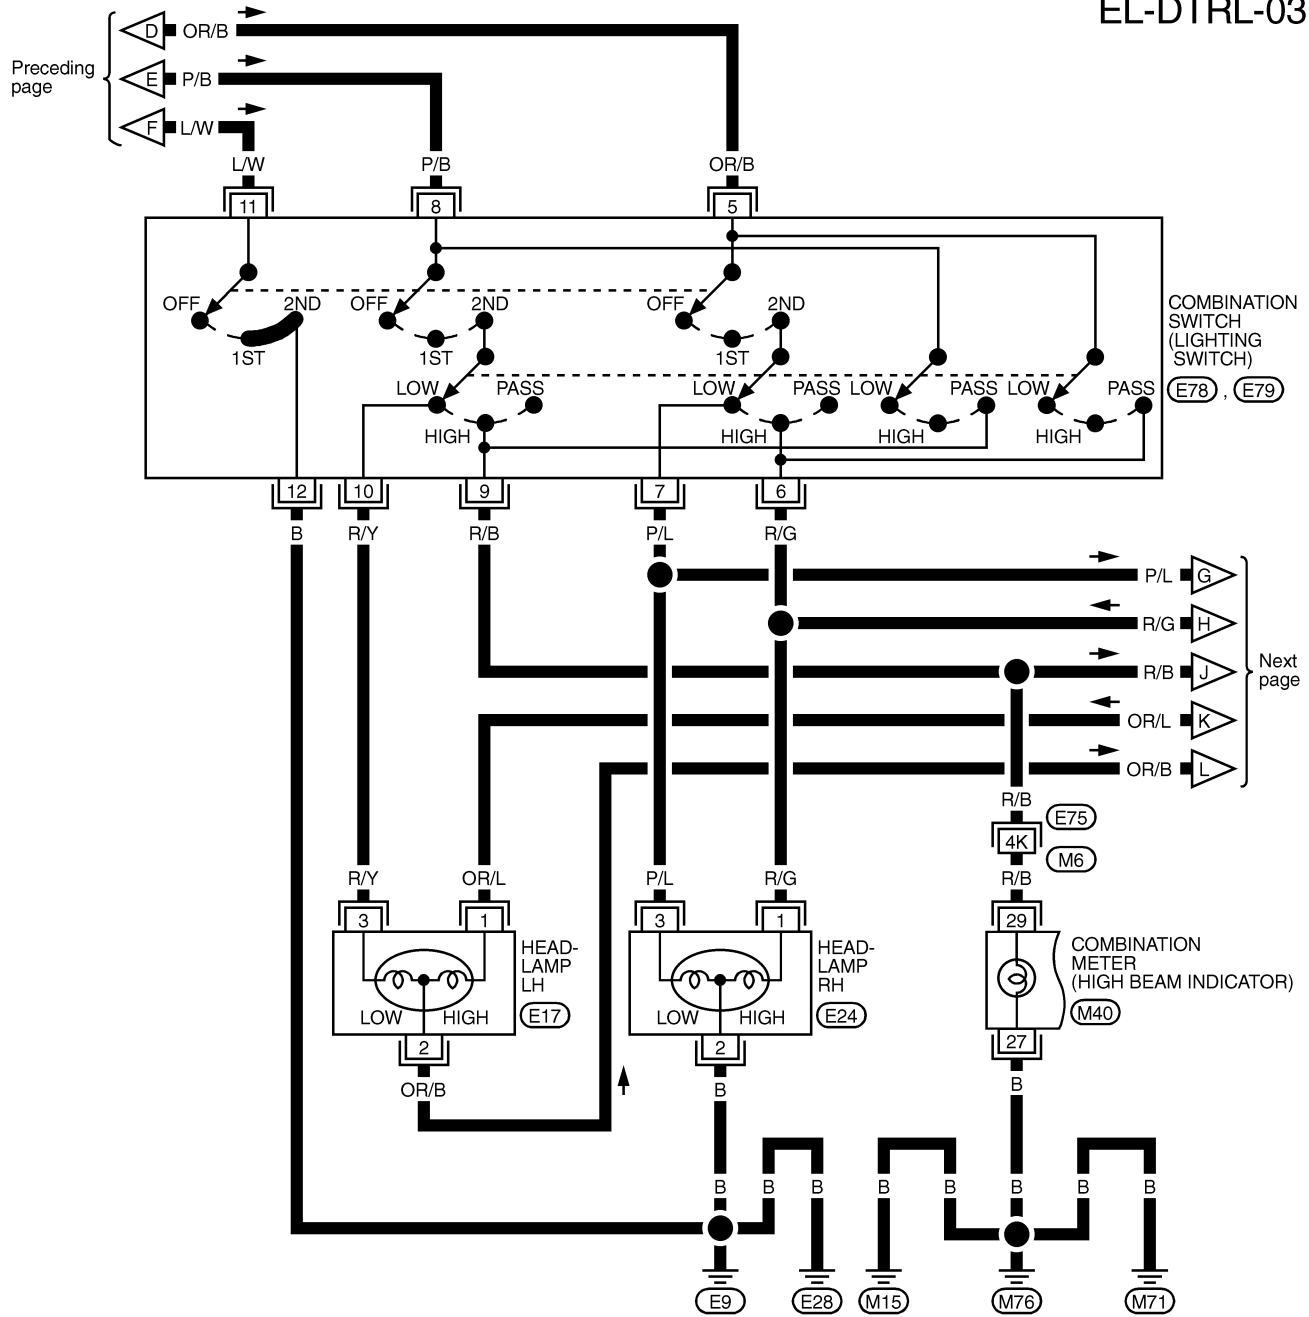 EL-DTRL-03
Preceding
page
D OR/B
E P/B
F L/W
L/W P/B OR/B
11 8 5
OFF 2ND OFF 2ND OFF 2ND
1ST 1ST 1ST
LOW PASS LOW PASS LOW PASS LOW PASS
HIGH HIGH HIGH HIGH
COMBINATION
SWITCH
(LIGHTING
SWITCH)
E78 , E79
12 10 9 7 6
B R/Y R/B P/L R/G
P/L G
R/G H
R/B J
OR/L K
OR/B L
Next
page
R/B
E75
4K
M6
R/Y OR/L P/L R/G R/B
3 1 3 1 29
HEAD-
LAMP
LH
E17
LOW HIGH
HEAD-
LAMP
RH
E24
LOW HIGH
COMBINATION
METER
(HIGH BEAM INDICATOR)
M40
2 2 27
OR/B B B
B B B B B B B B
E9 E28 M15 M76 M71